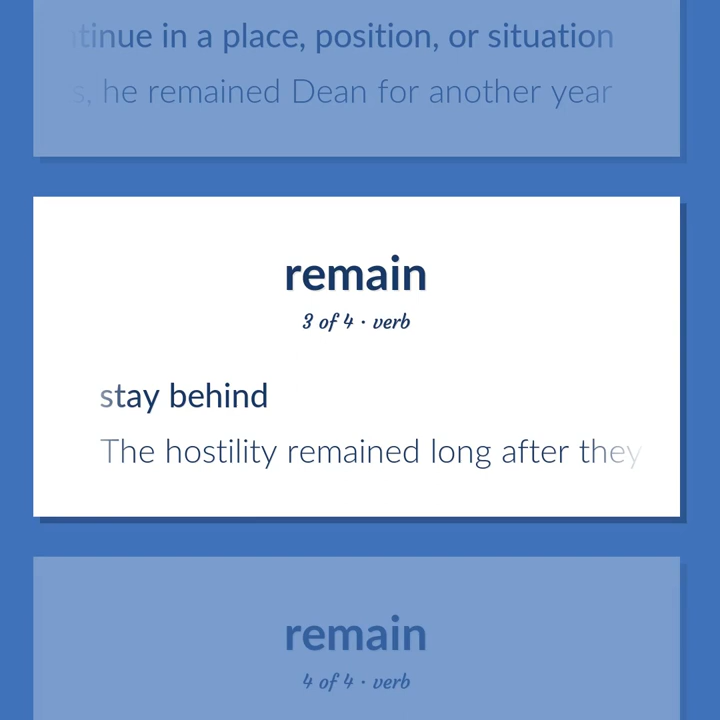 tinue in a place, position, or situation
s, he remained Dean for another year
remain
3 of 4 · verb
stay behind
The hostility remained long after they
remain
4 of 4 · verb